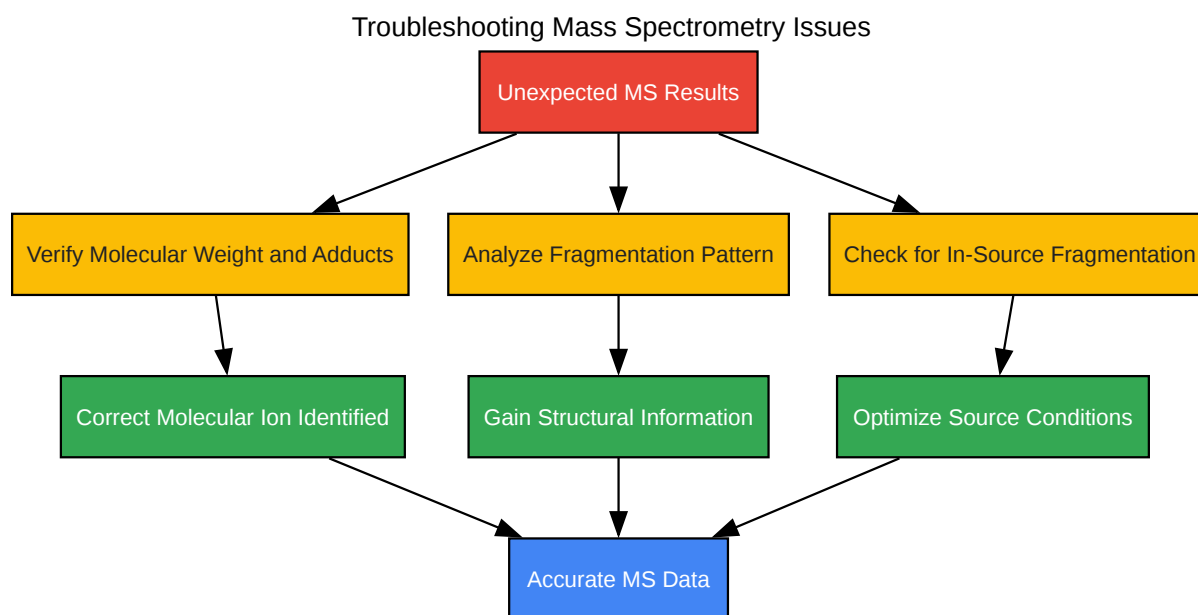 Troubleshooting Mass Spectrometry Issues
Unexpected MS Results
Verify Molecular Weight and Adducts
Analyze Fragmentation Pattern
Check for In-Source Fragmentation
Correct Molecular Ion Identified
Gain Structural Information
Optimize Source Conditions
Accurate MS Data